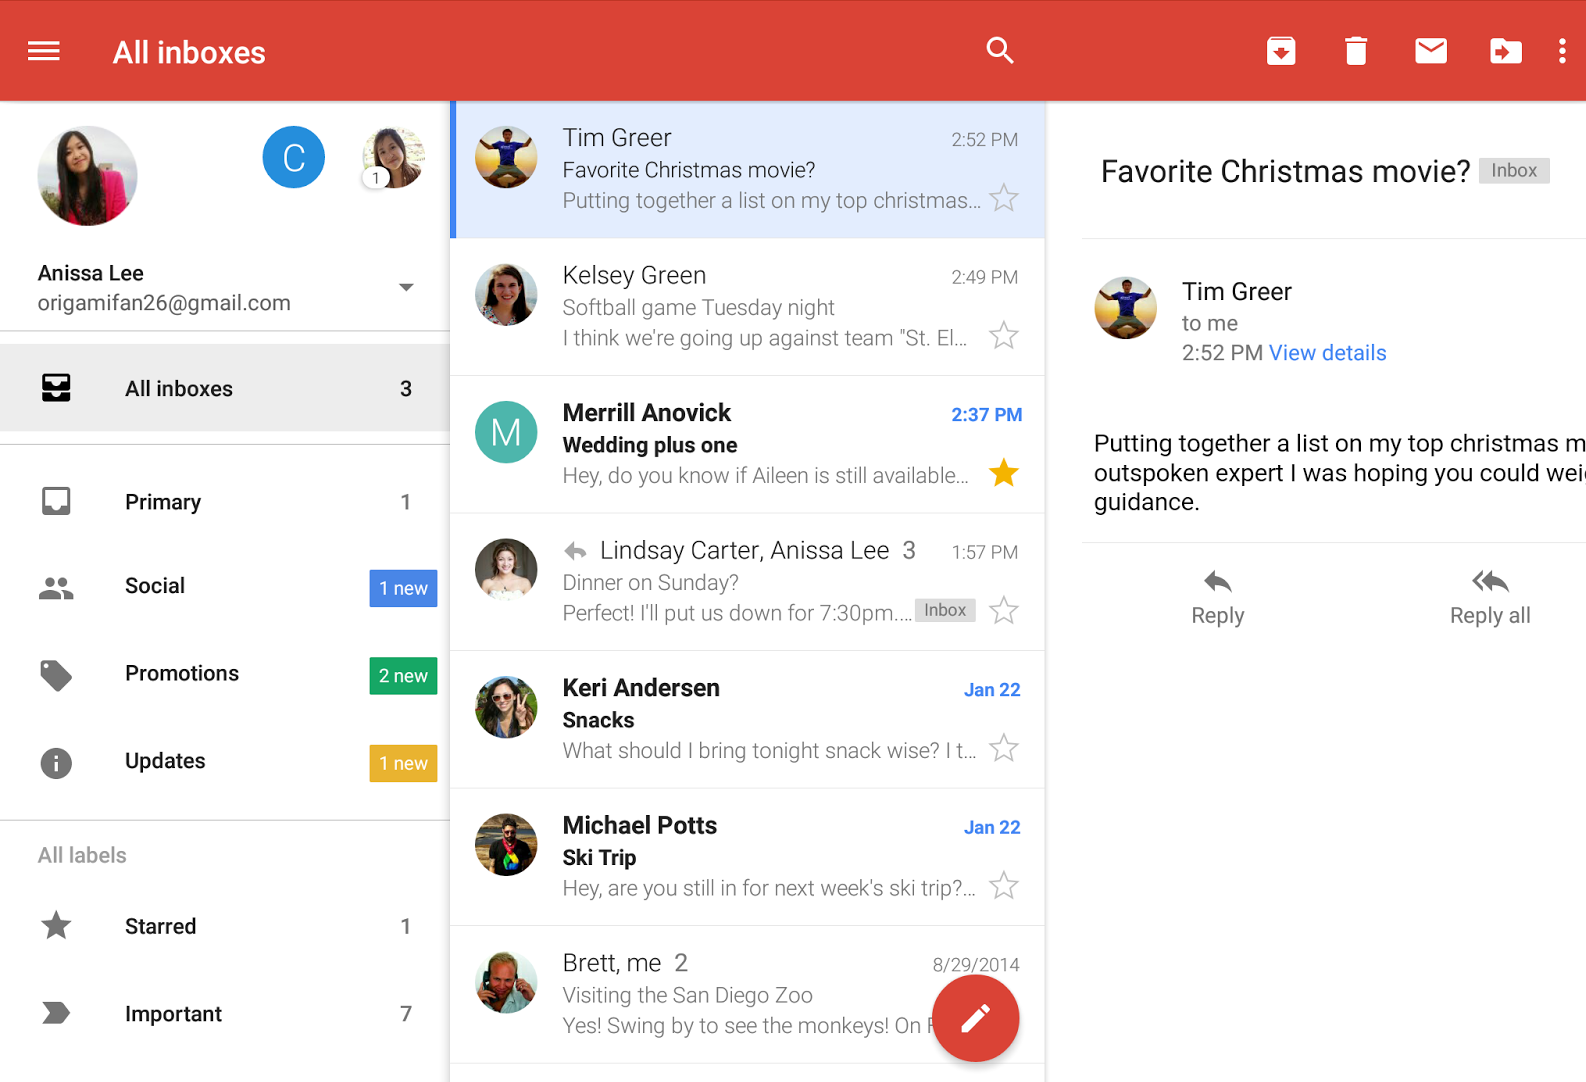 All inboxes
C
1
Anissa Lee
origamifan26@gmail.com
All inboxes 3
Primary 1
Social 1 new
Promotions 2 new
Updates 1 new
All labels
Starred 1
Important 7
Tim Greer 2:52 PM
Favorite Christmas movie?
Putting together a list on my top christmas...
Kelsey Green 2:49 PM
Softball game Tuesday night
I think we're going up against team "St. El...
M
Merrill Anovick 2:37 PM
Wedding plus one
Hey, do you know if Aileen is still available...
Lindsay Carter, Anissa Lee 3 1:57 PM
Dinner on Sunday?
Perfect! I'll put us down for 7:30pm.... Inbox
Keri Andersen Jan 22
Snacks
What should I bring tonight snack wise? I t...
Michael Potts Jan 22
Ski Trip
Hey, are you still in for next week's ski trip?...
Brett, me 2 8/29/2014
Visiting the San Diego Zoo
Yes! Swing by to see the monkeys! On
Favorite Christmas movie? Inbox
Tim Greer
to me
2:52 PM View details
Putting together a list on my top christmas m
outspoken expert I was hoping you could wei
guidance.
Reply Reply all